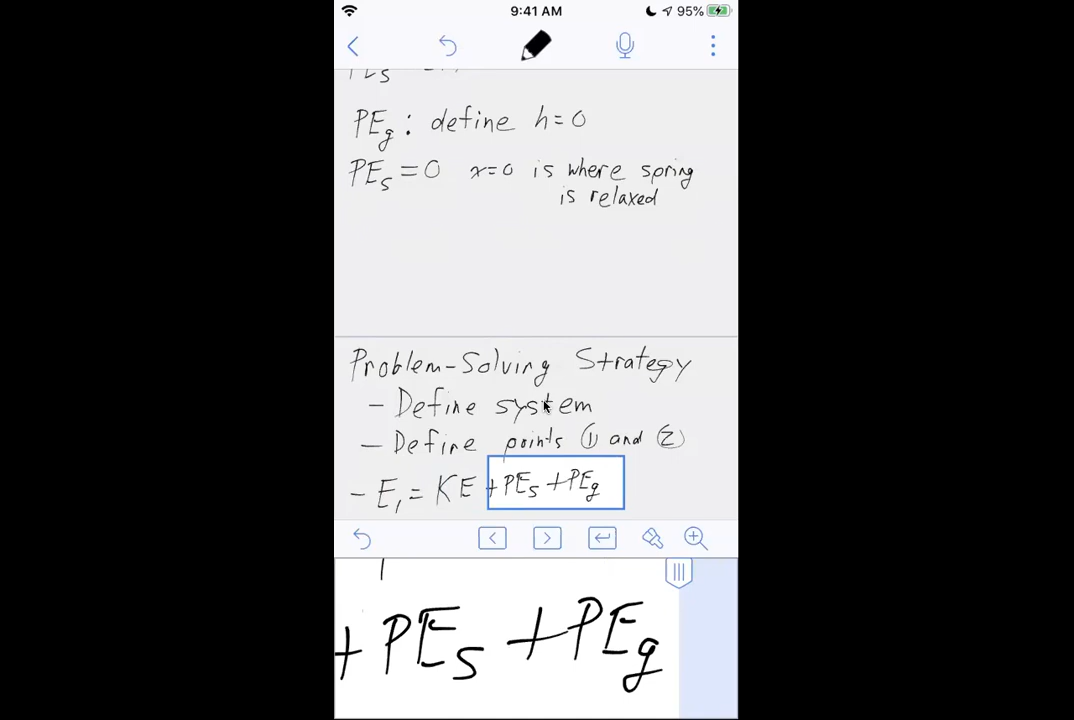 9:41 AM
95%
PEg: define h=0
PEs=0 x=0 is where spring
is relaxed
Problem-Solving Strategy
- Define system
- Define points ① and ②
- E₁ = KE +PEs +PEg
+PEs +PEg